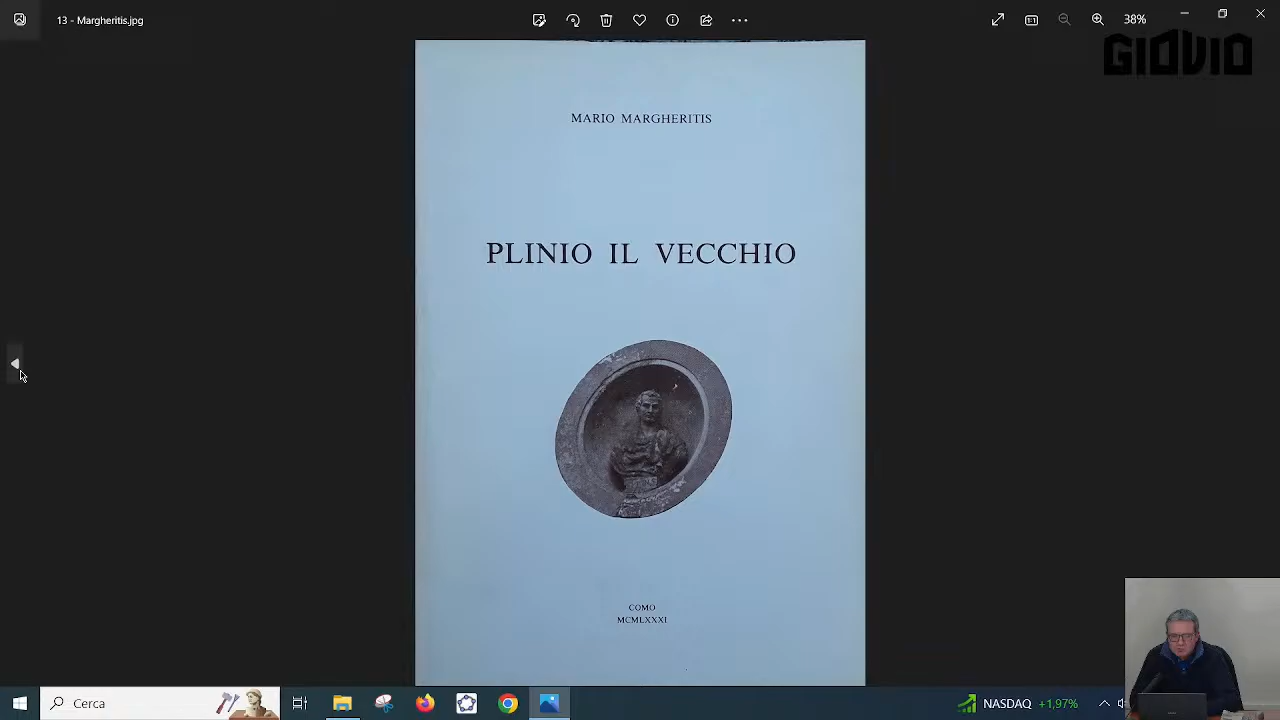 13 - Margheritis.jpg
38%
GIOVIO
MARIO MARGHERITIS
PLINIO IL VECCHIO
COMO
MCMLXXXI
Cerca
NASDAQ +1,97%